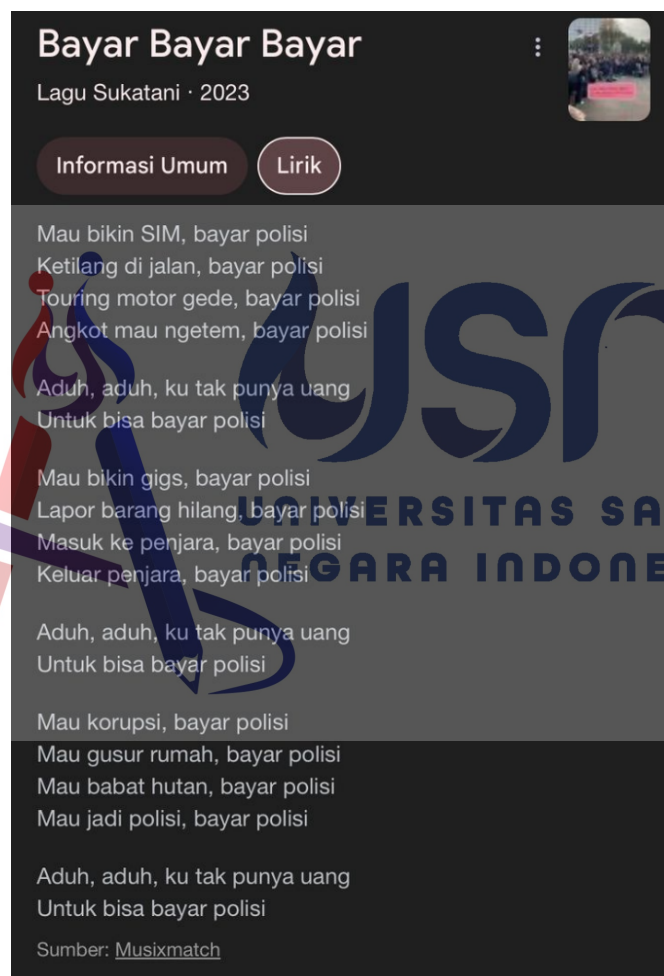 Bayar Bayar Bayar
Lagu Sukatani · 2023
Informasi Umum
Lirik
Mau bikin SIM, bayar polisi
Ketilang di jalan, bayar polisi
Touring motor gede, bayar polisi
Angkot mau ngetem, bayar polisi
Aduh, aduh, ku tak punya uang
Untuk bisa bayar polisi
Mau bikin gigs, bayar polisi
Lapor barang hilang, bayar polisi
Masuk ke penjara, bayar polisi
Keluar penjara, bayar polisi
Aduh, aduh, ku tak punya uang
Untuk bisa bayar polisi
Mau korupsi, bayar polisi
Mau gusur rumah, bayar polisi
Mau babat hutan, bayar polisi
Mau jadi polisi, bayar polisi
Aduh, aduh, ku tak punya uang
Untuk bisa bayar polisi
Sumber: Musixmatch
UNIVERSITAS SA
NEGARA INDONE